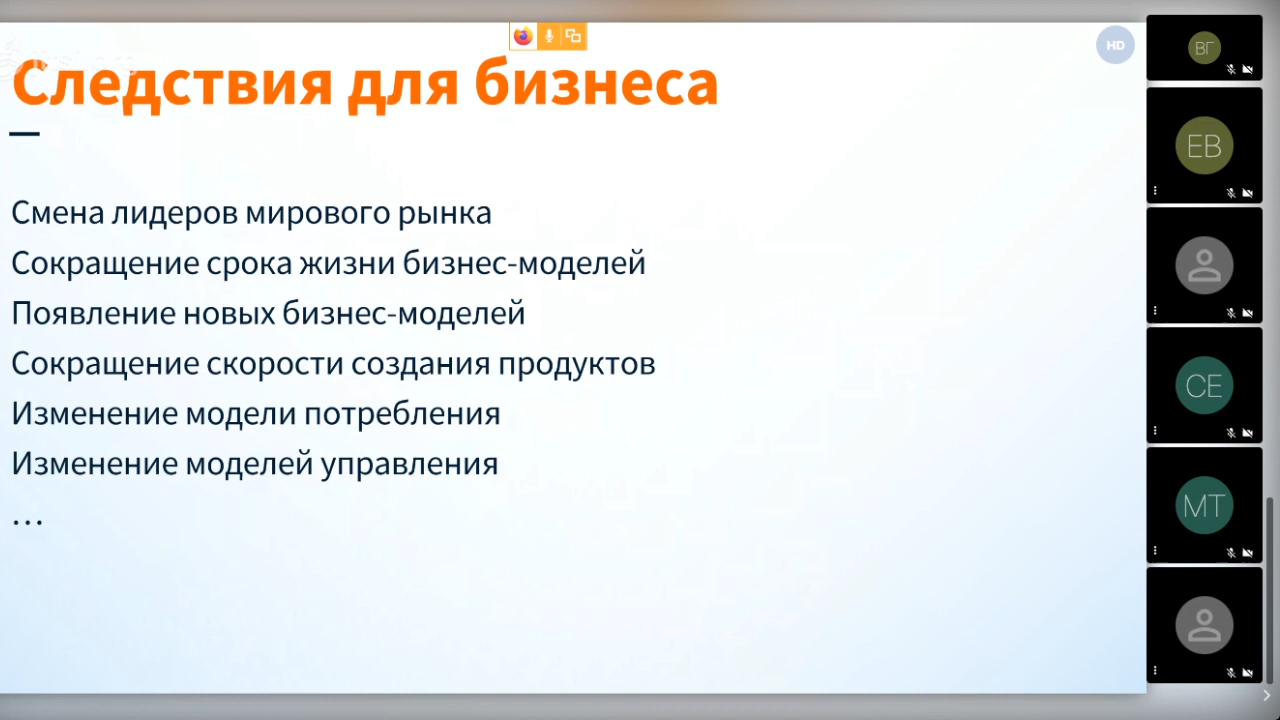 Следствия для бизнеса
Смена лидеров мирового рынка
Сокращение срока жизни бизнес-моделей
Появление новых бизнес-моделей
Сокращение скорости создания продуктов
Изменение модели потребления
Изменение моделей управления
…
HD
ВГ
ЕВ
СЕ
МТ